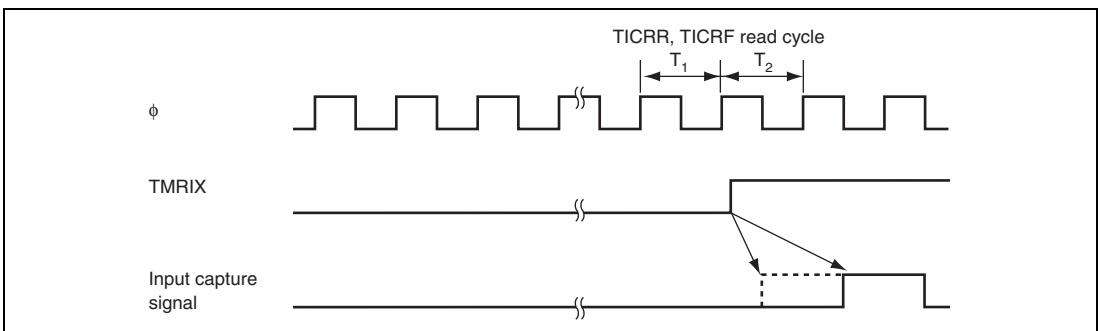 TICRR, TICRF read cycle
T1 T2
ϕ
TMRIX
Input capture
signal